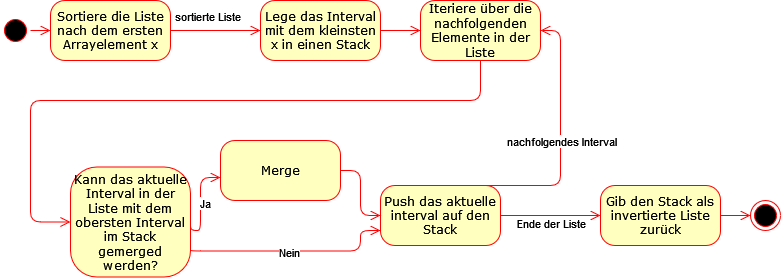 Sortiere die Liste
nach dem ersten
Arrayelement x
sortierte Liste
Lege das Interval
mit dem kleinsten
x in einen Stack
Iteriere über die
nachfolgenden
Elemente in der
Liste
nachfolgendes Interval
Kann das aktuelle
Interval in der
Liste mit dem
obersten Interval
im Stack
gemerged
werden?
Ja
Merge
Nein
Push das aktuelle
interval auf den
Stack
Ende der Liste
Gib den Stack als
invertierte Liste
zurück